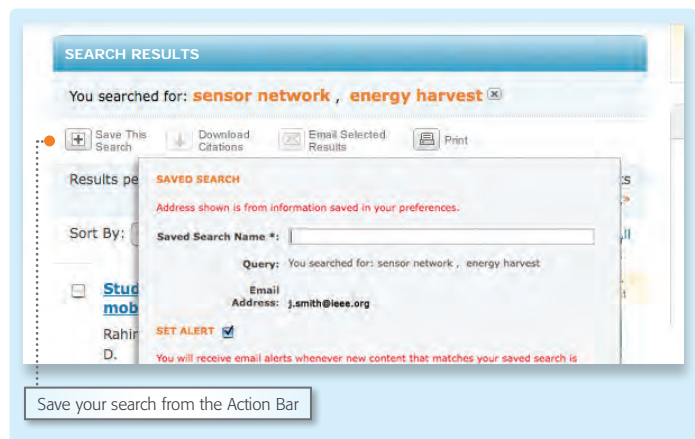 SEARCH RESULTS
You searched for: sensor network , energy harvest
Save This Search
Download Citations
Email Selected Results
Print
Results pe
SAVED SEARCH
Address shown is from information saved in your preferences.
Sort By:
Saved Search Name *:
Query: You searched for: sensor network , energy harvest
Email Address: j.smith@ieee.org
Stud
mob
Rahir
D.
SET ALERT
You will receive email alerts whenever new content that matches your saved search is
Save your search from the Action Bar